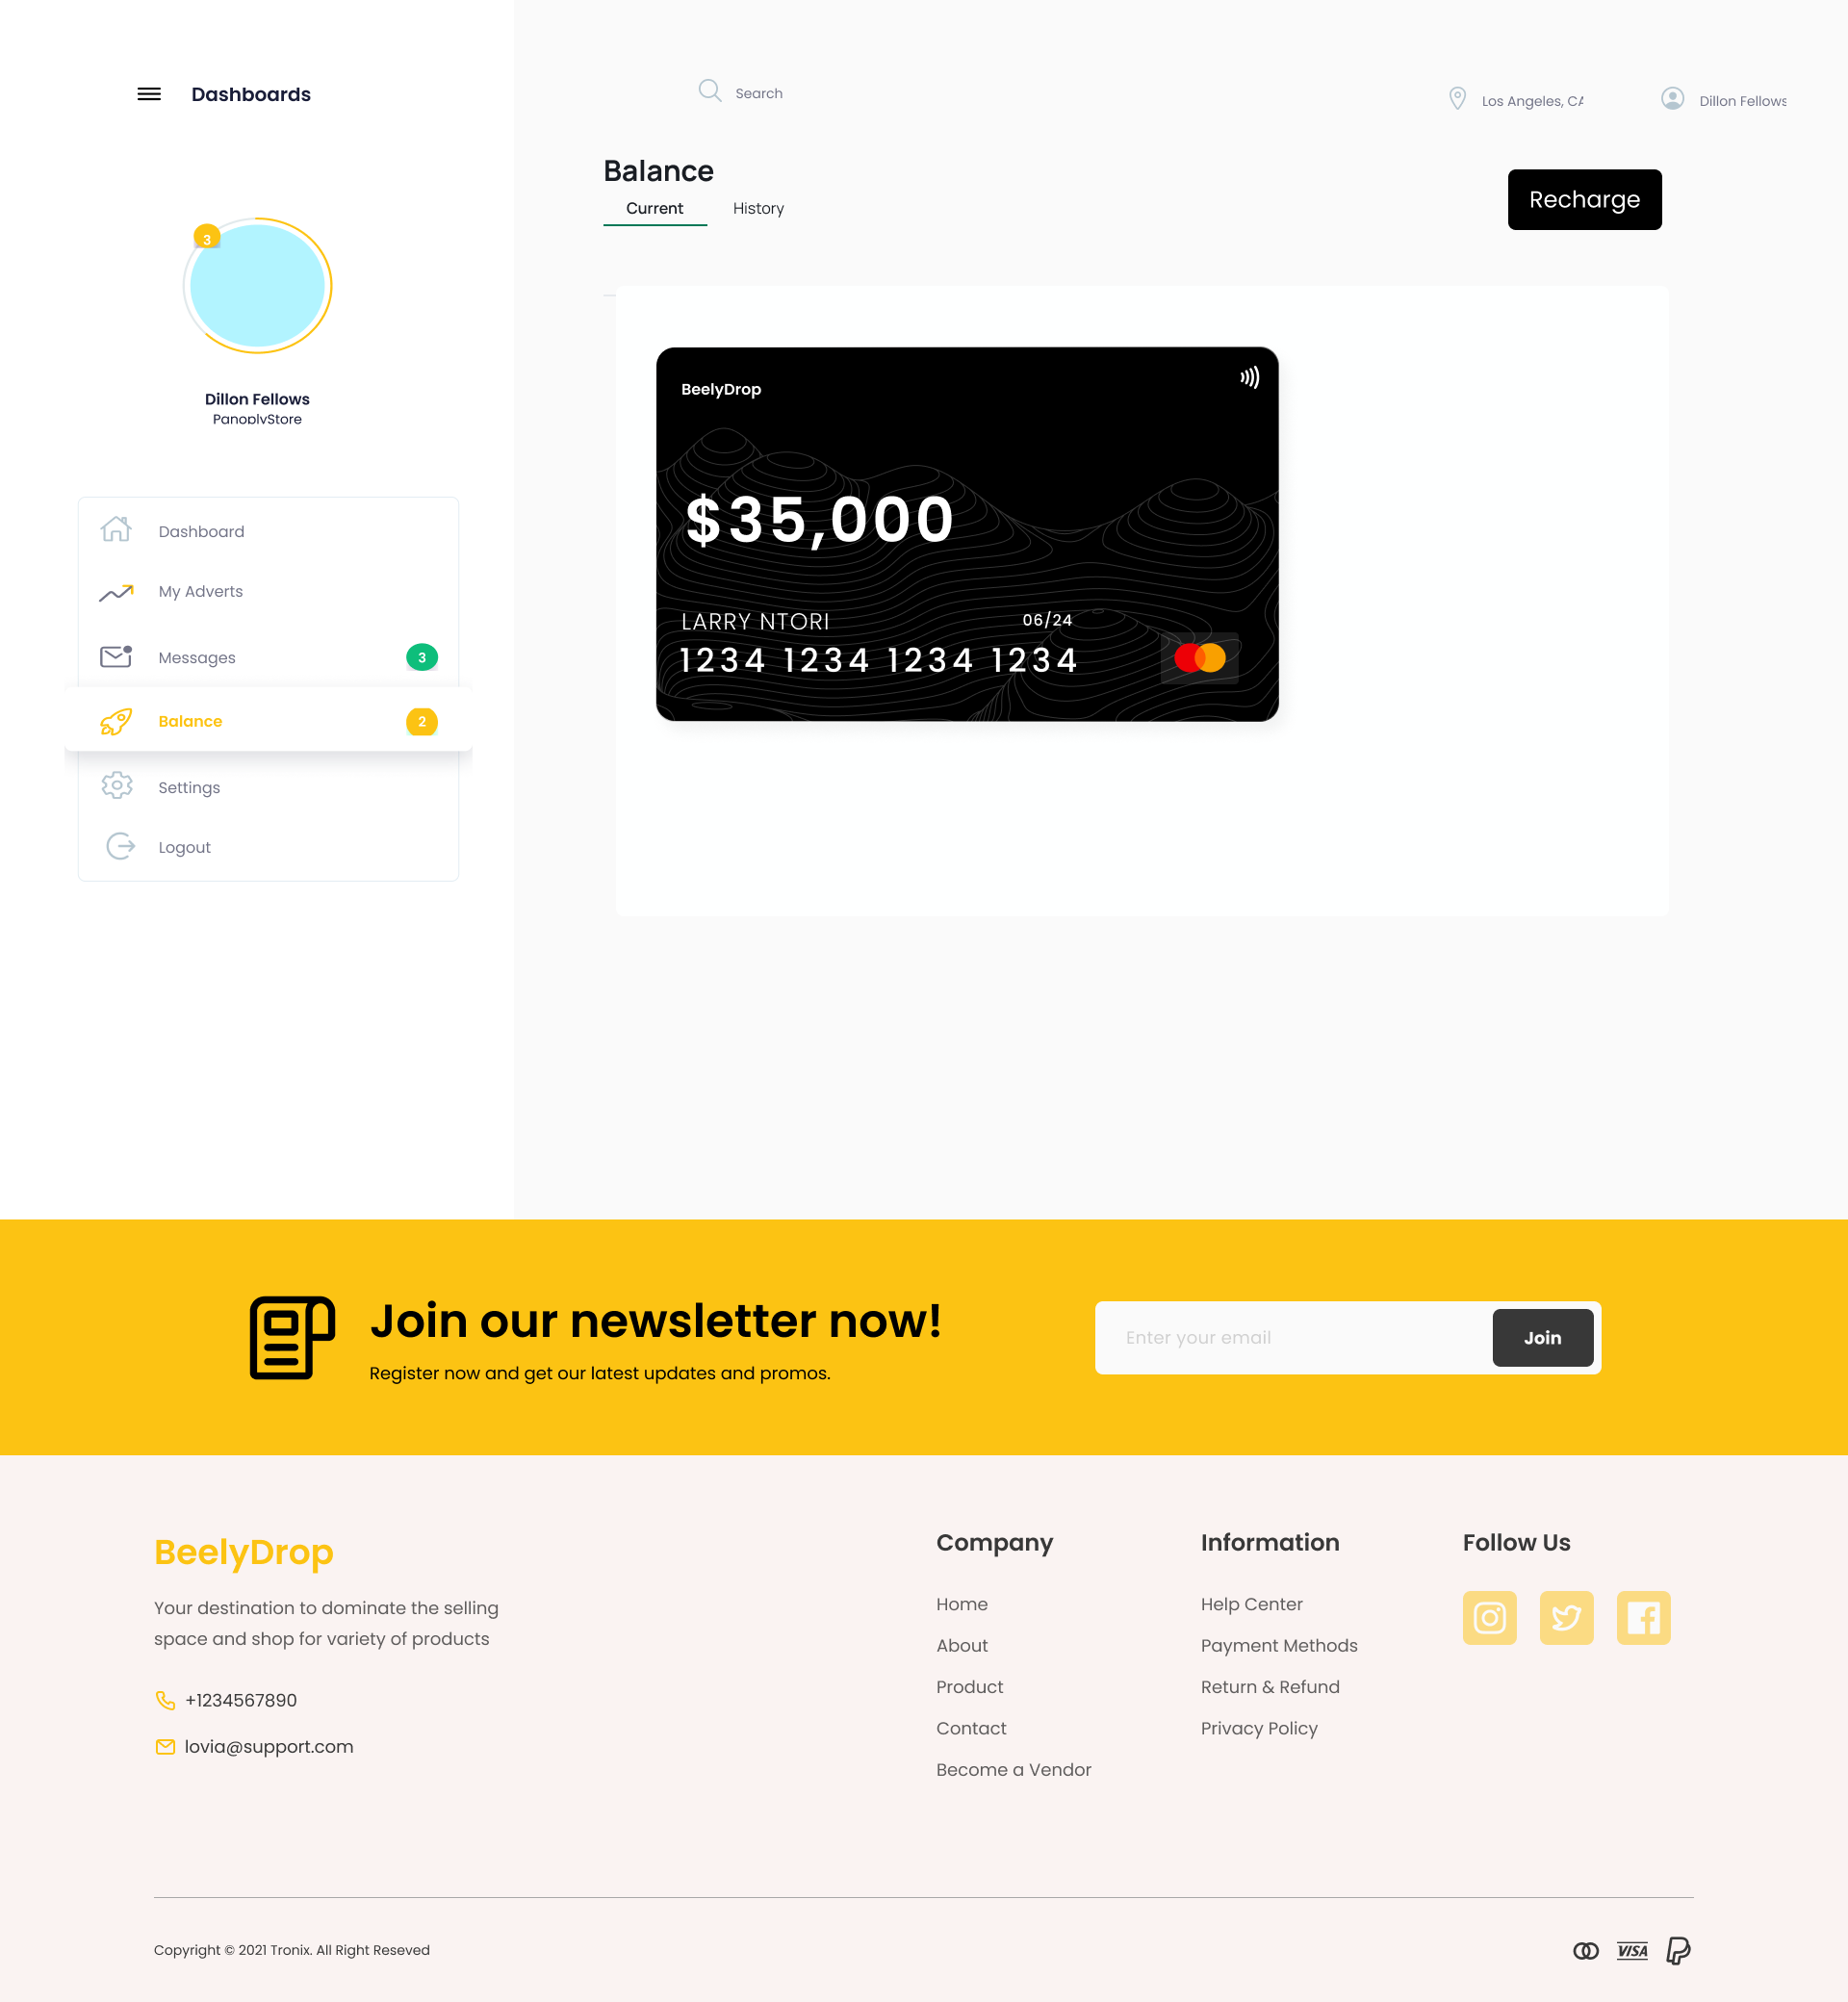 Dashboards
Search
Los Angeles, CA
Dillon Fellows
3
Dillon Fellows
PanoplyStore
Dashboard
My Adverts
Messages
3
Balance
2
Settings
Logout
Balance
Current
History
Recharge
BeelyDrop
$35,000
LARRY NTORI
06/24
1234 1234 1234 1234
Join our newsletter now!
Register now and get our latest updates and promos.
Enter your email
Join
BeelyDrop
Your destination to dominate the selling
space and shop for variety of products
+1234567890
lovia@support.com
Company
Home
About
Product
Contact
Become a Vendor
Information
Help Center
Payment Methods
Return & Refund
Privacy Policy
Follow Us
Copyright © 2021 Tronix. All Right Reseved
VISA